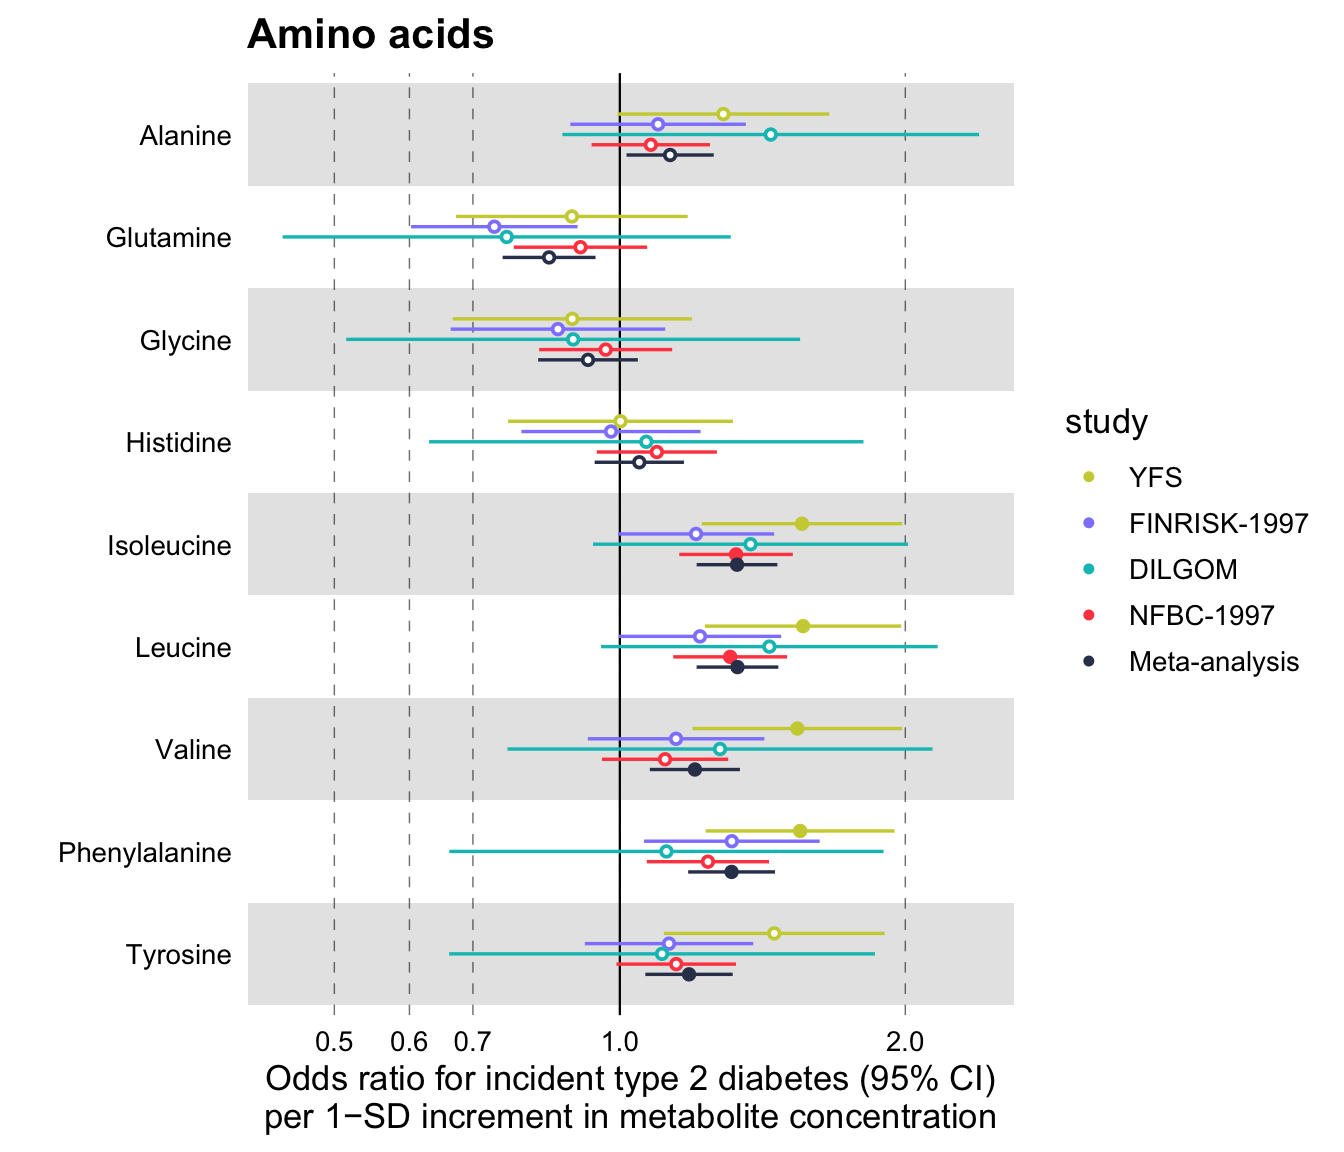 Amino acids
Alanine
Glutamine
Glycine
Histidine
Isoleucine
Leucine
Valine
Phenylalanine
Tyrosine
0.5 0.6 0.7 1.0 2.0
Odds ratio for incident type 2 diabetes (95% CI)
per 1−SD increment in metabolite concentration
study
YFS
FINRISK-1997
DILGOM
NFBC-1997
Meta-analysis